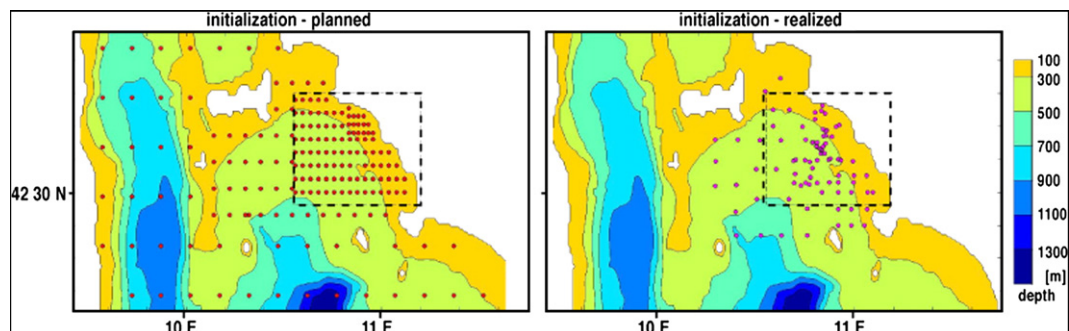 initialization - planned
initialization - realized
42 30 N
10 E
11 E
10 E
11 E
100
300
500
700
900
1100
1300
[m]
depth